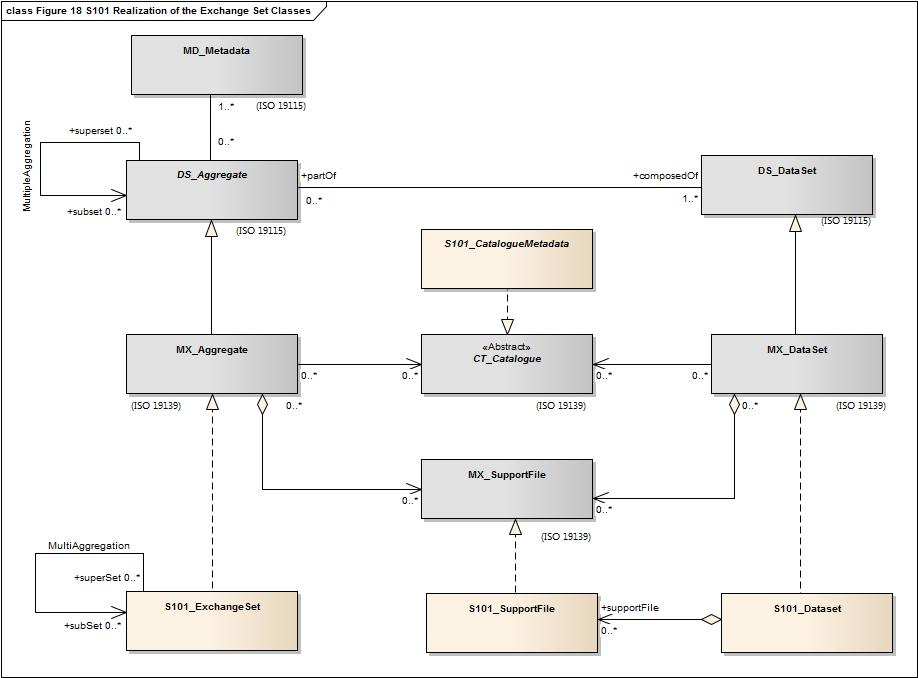 class Figure 18 S101 Realization of the Exchange Set Classes
MD_Metadata
1..*
(ISO 19115)
0..*
+superset 0..*
MultipleAggregation
+subset 0..*
DS_Aggregate
(ISO 19115)
+partOf
0..*
+composedOf
1..*
DS_DataSet
(ISO 19115)
S101_CatalogueMetadata
MX_Aggregate
(ISO 19139)
0..*
0..*
0..*
«Abstract»
CT_Catalogue
(ISO 19139)
0..*
0..*
MX_DataSet
0..*
(ISO 19139)
MX_SupportFile
0..*
0..*
(ISO 19139)
MultiAggregation
+superSet 0..*
+subSet 0..*
S101_ExchangeSet
S101_SupportFile
+supportFile
0..*
S101_Dataset